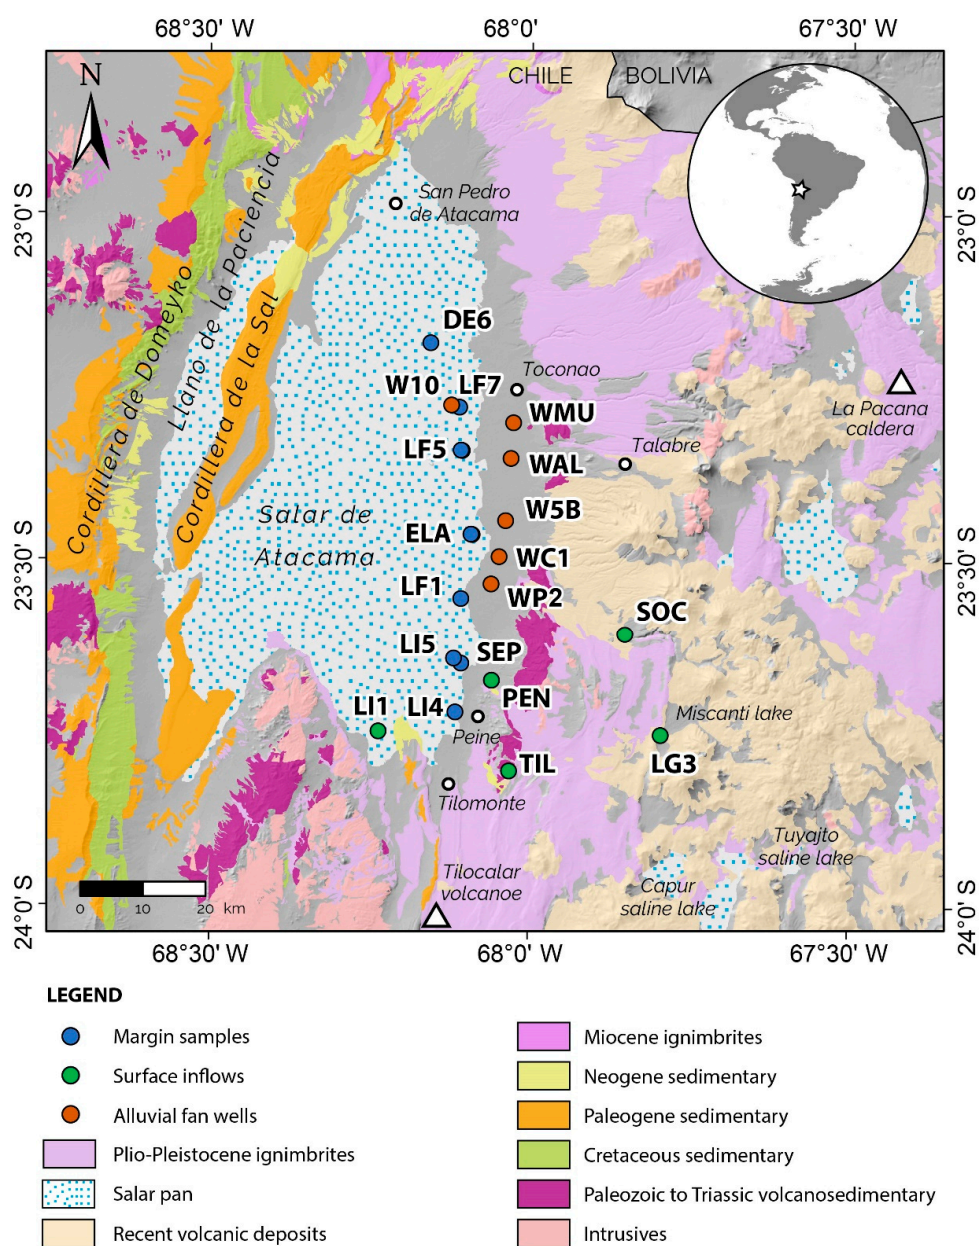 68°30' W
68°0' W
67°30' W
N
CHILE
BOLIVIA
San Pedro
de Atacama
23°0' S
23°0' S
Cordillera de Domeyko
Llano de la Paciencia
Cordillera de la Sal
DE6
W10
LF7
Toconao
WMU
La Pacana
caldera
LF5
WAL
Talabre
Salar de
Atacama
W5B
ELA
23°30' S
23°30' S
WC1
LF1
WP2
SOC
LI5
SEP
PEN
LI1
LI4
Peine
Miscanti lake
LG3
TIL
Tilomonte
Tuyajto
saline lake
Tilocalar
volcanoe
Capur
saline lake
0 10 20 km
24°0' S
24°0' S
68°30' W
68°0' W
67°30' W
LEGEND
Margin samples
Surface inflows
Alluvial fan wells
Plio-Pleistocene ignimbrites
Salar pan
Recent volcanic deposits
Miocene ignimbrites
Neogene sedimentary
Paleogene sedimentary
Cretaceous sedimentary
Paleozoic to Triassic volcanosedimentary
Intrusives